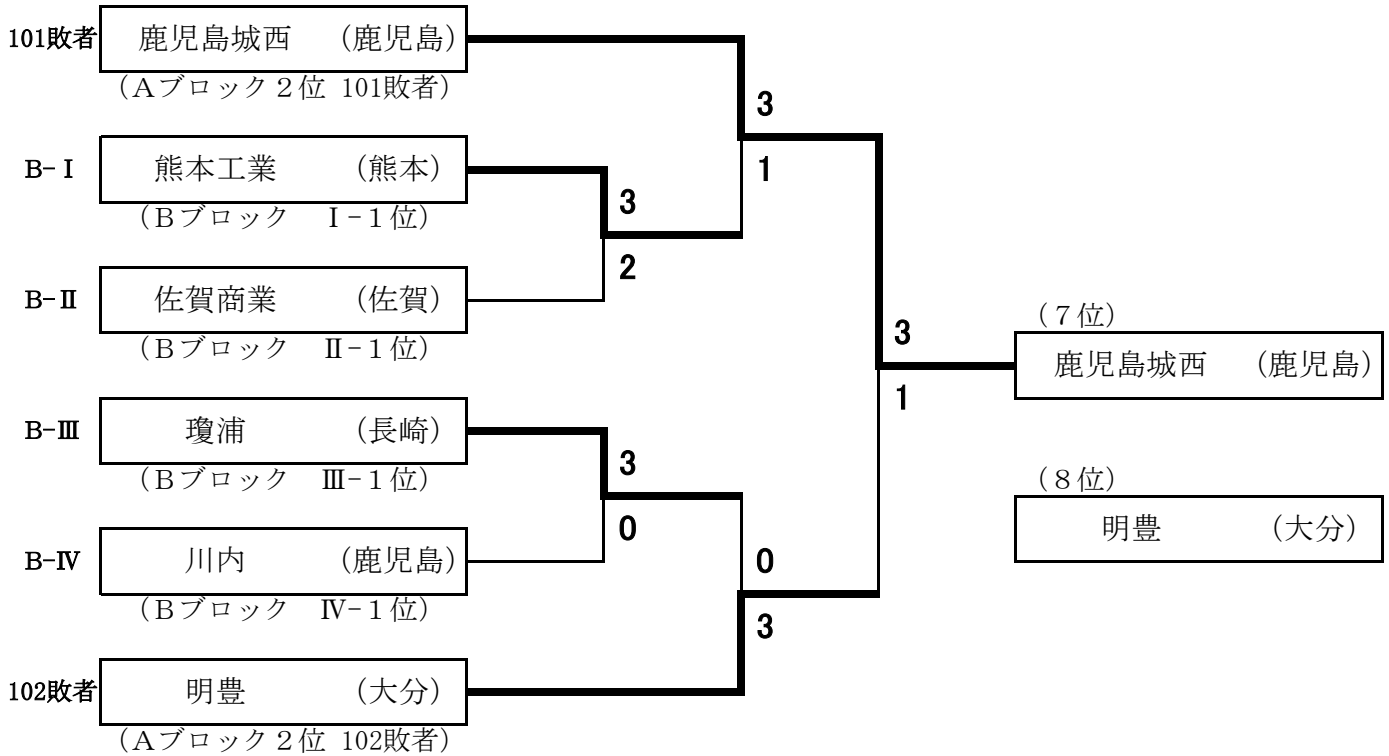 101敗者 鹿児島城西 (鹿児島)
(Aブロック２位 101敗者)
3
B-Ⅰ 熊本工業 (熊本)
1
(Bブロック Ⅰ-１位)
3
2
B-Ⅱ 佐賀商業 (佐賀)
(Bブロック Ⅱ-１位)
(７位)
3
鹿児島城西 (鹿児島)
1
B-Ⅲ 瓊浦 (長崎)
(Bブロック Ⅲ-１位)
3
(８位)
0
明豊 (大分)
B-Ⅳ 川内 (鹿児島)
0
(Bブロック Ⅳ-１位)
3
102敗者 明豊 (大分)
(Aブロック２位 102敗者)